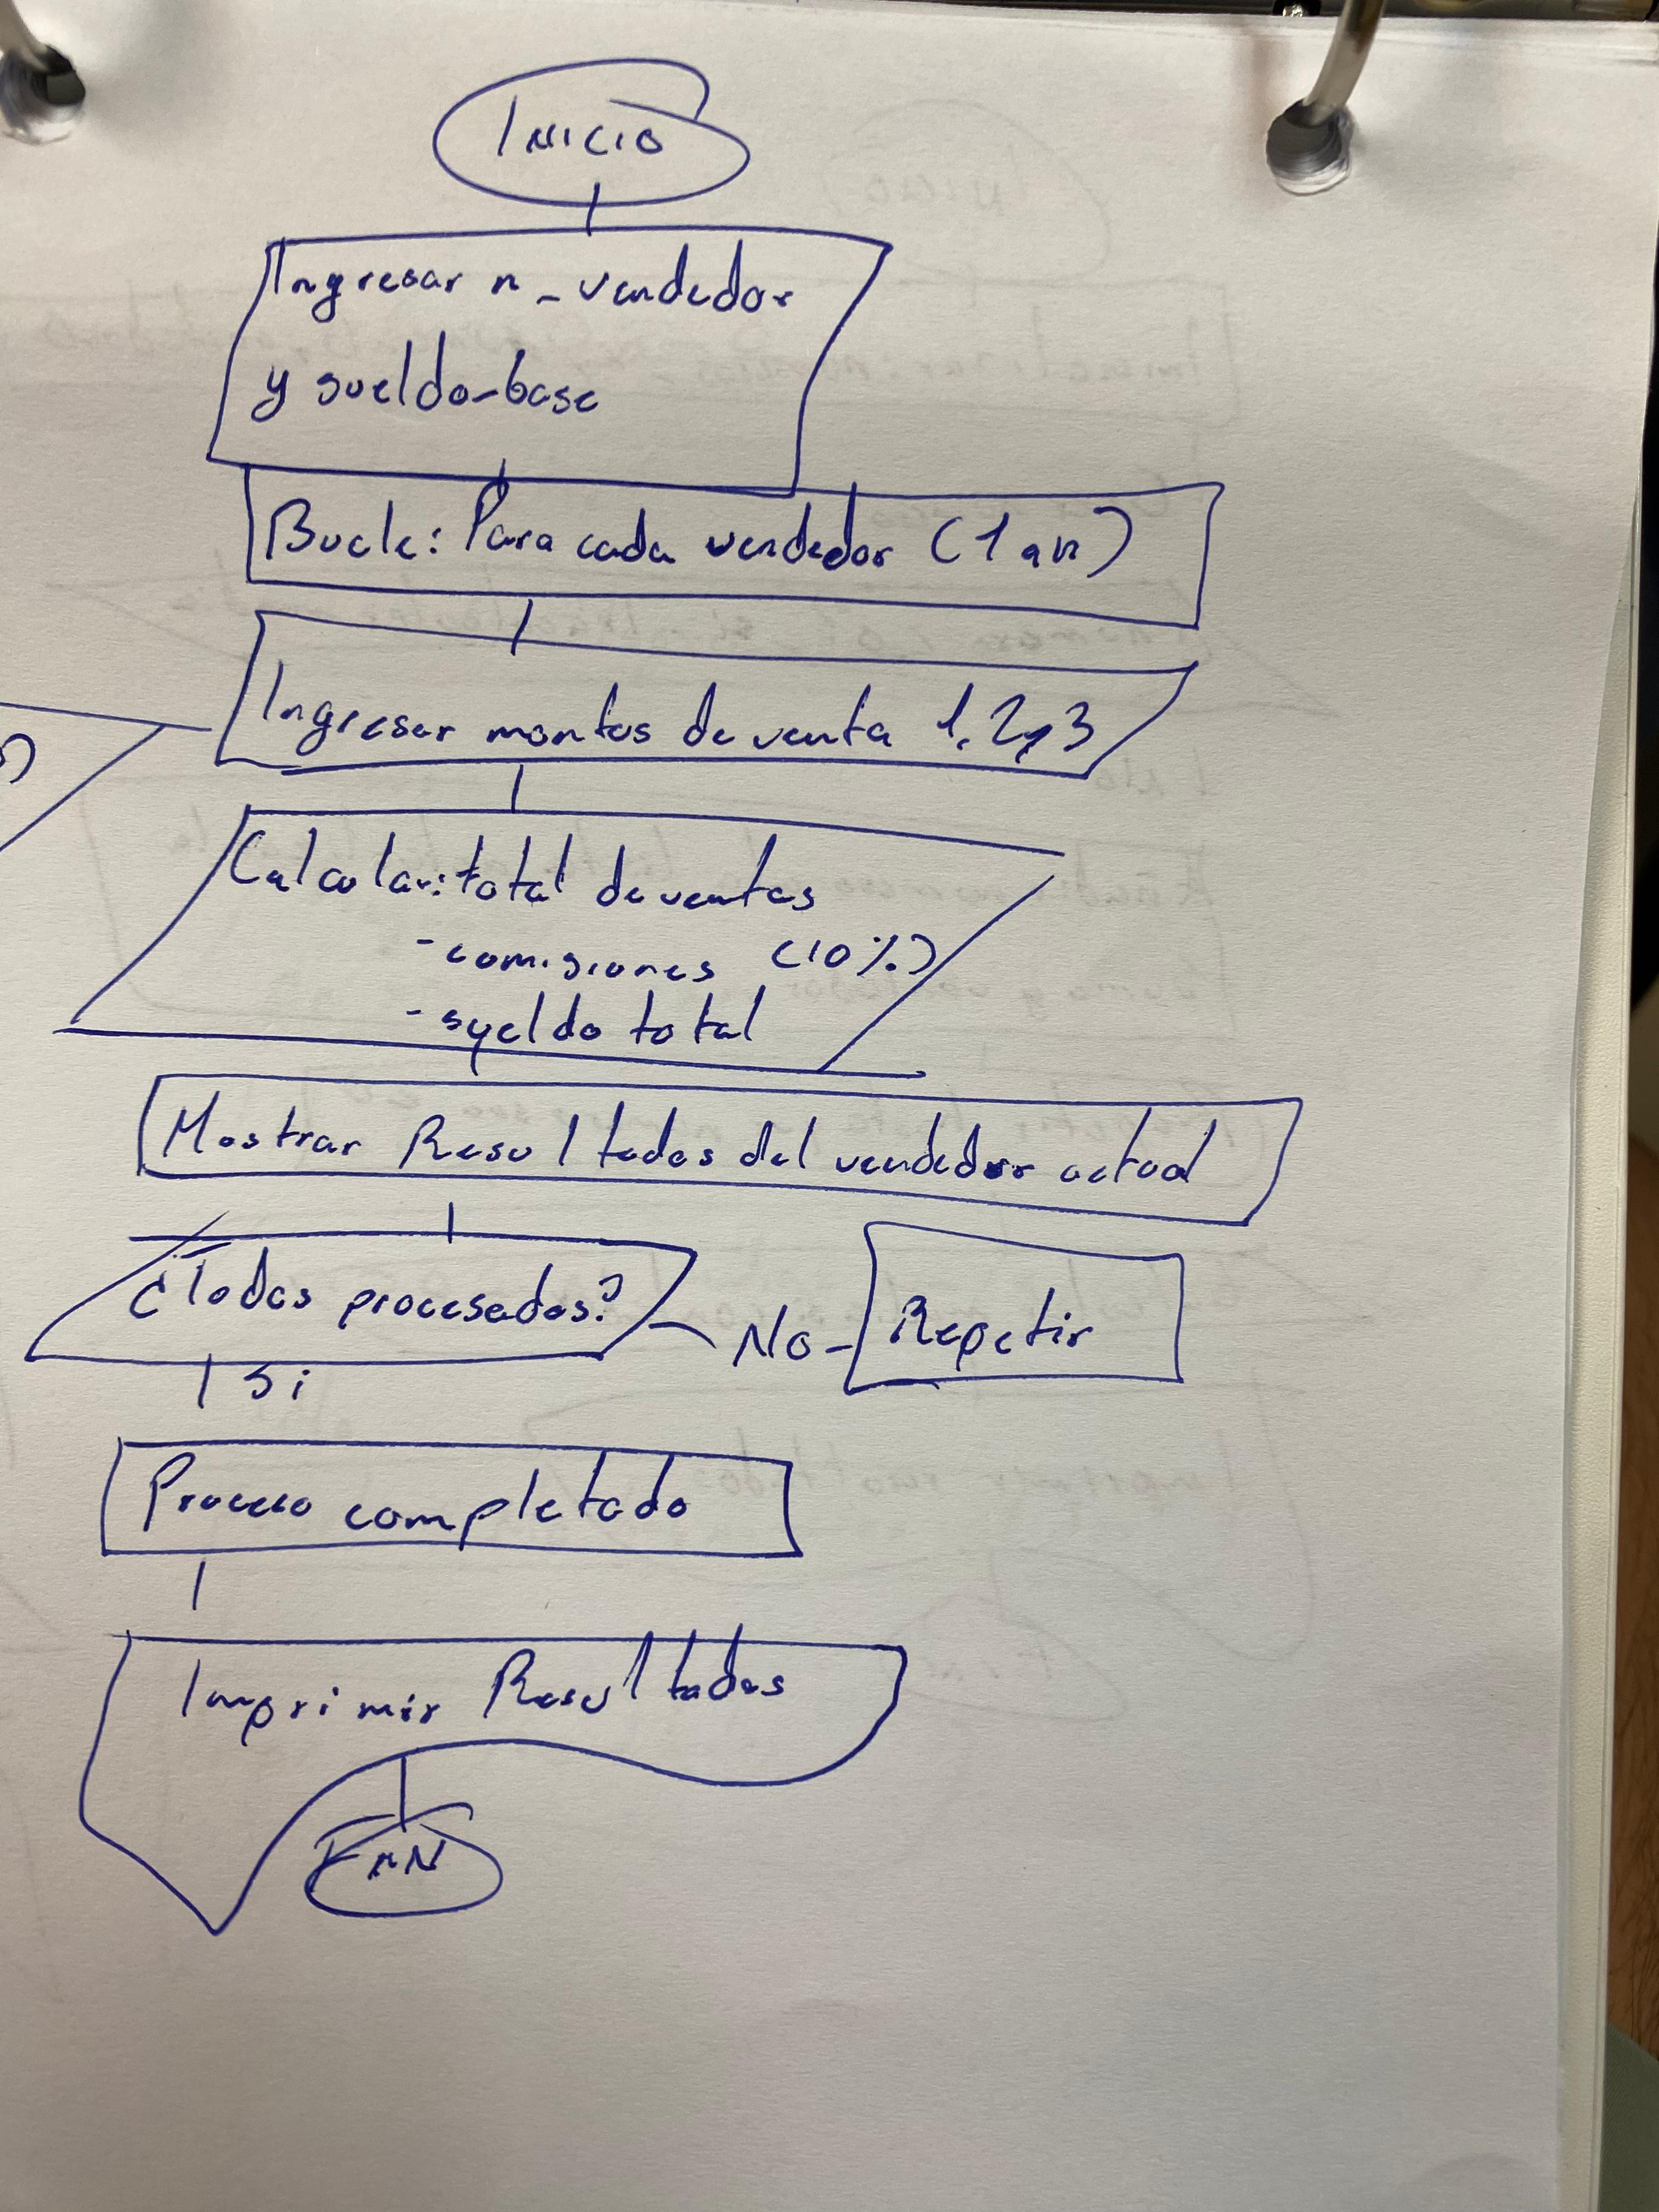 INICIO
Ingresar n_vendedor
y sueldo-base
Bucle: Para cada vendedor (1 a n)
Ingresar montos de venta 1, 2 y 3
Calcular: total de ventas
- comisiones (10%)
- sueldo total
Mostrar Resultados del vendedor actual
¿Todos procesados?
No
Repetir
Si
Proceso completado
Imprimir Resultados
FIN